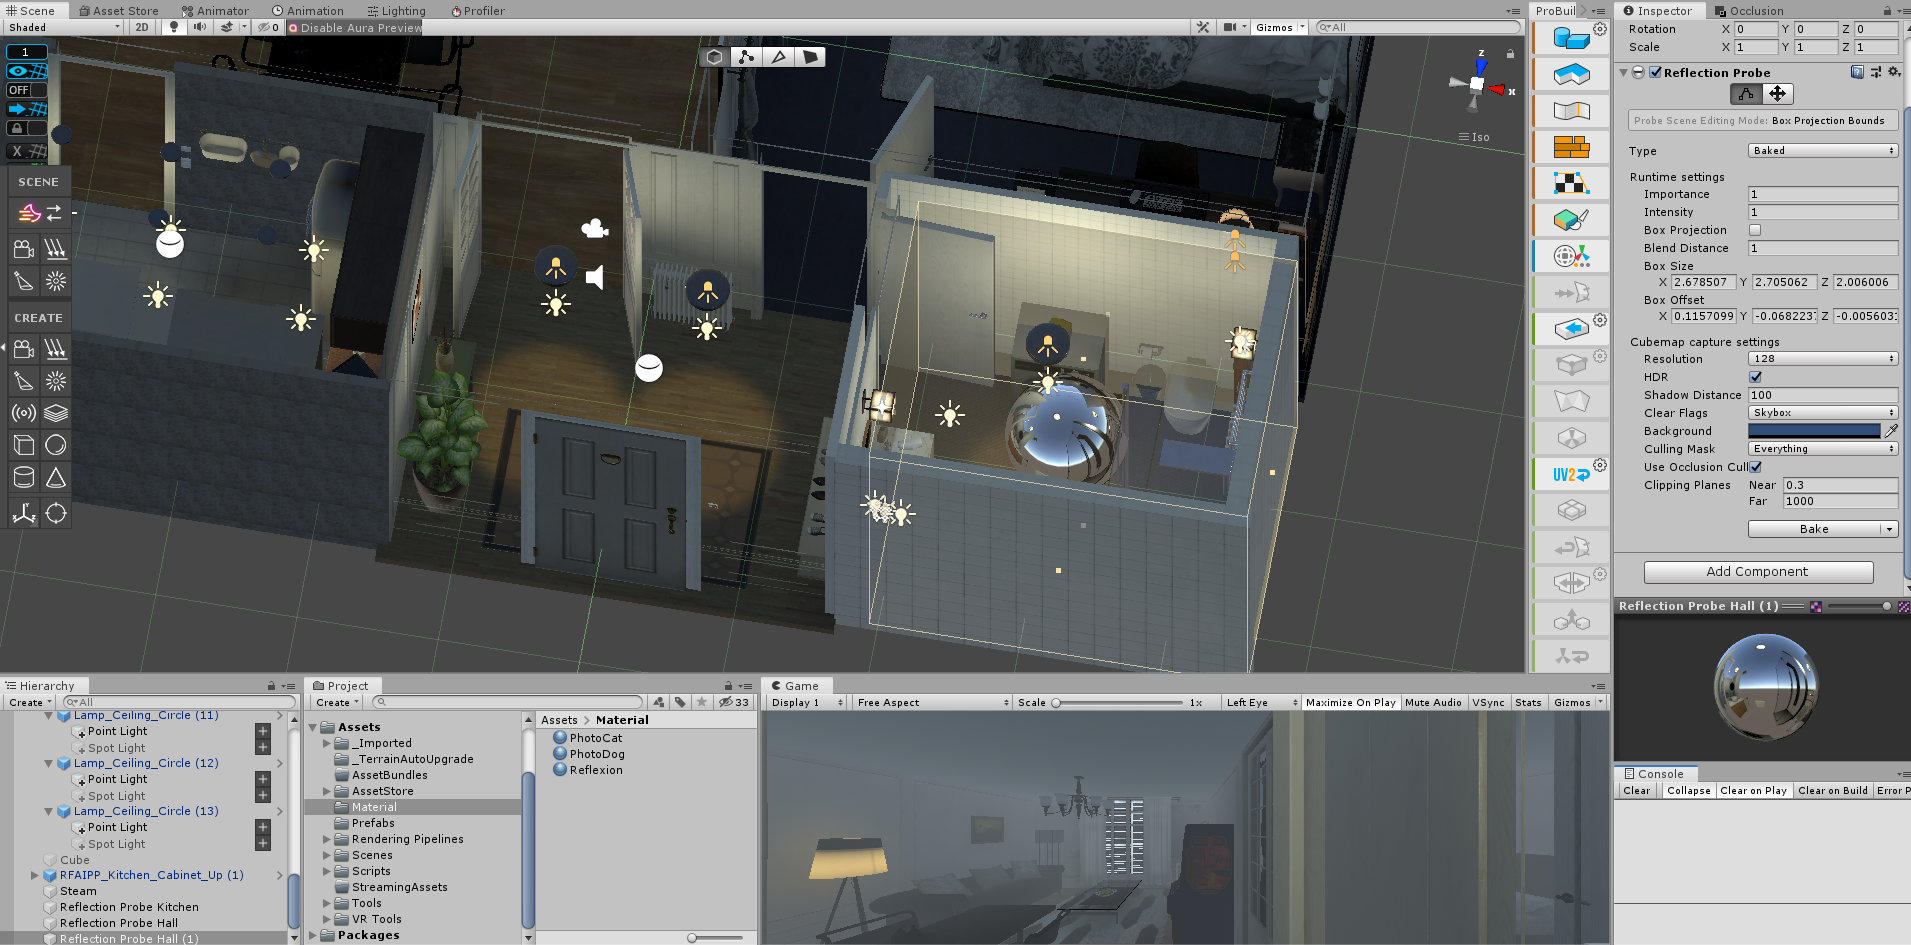 Scene Asset Store Animator Animation Lighting Profiler
Shaded 2D 0 Disable Aura Preview Gizmos All
1
OFF
X
SCENE
CREATE
z
x
Iso
ProBuil
UV2
Inspector Occlusion
Rotation X 0 Y 0 Z 0
Scale X 1 Y 1 Z 1
Reflection Probe
Probe Scene Editing Mode: Box Projection Bounds
Type Baked
Runtime settings
Importance 1
Intensity 1
Box Projection
Blend Distance 1
Box Size
X 2.678507 Y 2.705062 Z 2.006006
Box Offset
X 0.1157099 Y -0.0682237 Z -0.0056033
Cubemap capture settings
Resolution 128
HDR
Shadow Distance 100
Clear Flags Skybox
Background
Culling Mask Everything
Use Occlusion Cull
Clipping Planes Near 0.3
Far 1000
Bake
Add Component
Reflection Probe Hall (1)
Hierarchy
Create All
Lamp_Ceiling_Circle (11)
Point Light
Spot Light
Lamp_Ceiling_Circle (12)
Point Light
Spot Light
Lamp_Ceiling_Circle (13)
Point Light
Spot Light
Cube
RFAIPP_Kitchen_Cabinet_Up (1)
Steam
Reflection Probe Kitchen
Reflection Probe Hall
Reflection Probe Hall (1)
Project
Create 33
Assets
_Imported
_TerrainAutoUpgrade
AssetBundles
AssetStore
Material
Prefabs
Rendering Pipelines
Scenes
Scripts
StreamingAssets
Tools
VR Tools
Packages
Assets > Material
PhotoCat
PhotoDog
Reflexion
Game
Display 1 Free Aspect Scale 1x Left Eye Maximize On Play Mute Audio VSync Stats Gizmos
Console
Clear Collapse Clear on Play Clear on Build Error P